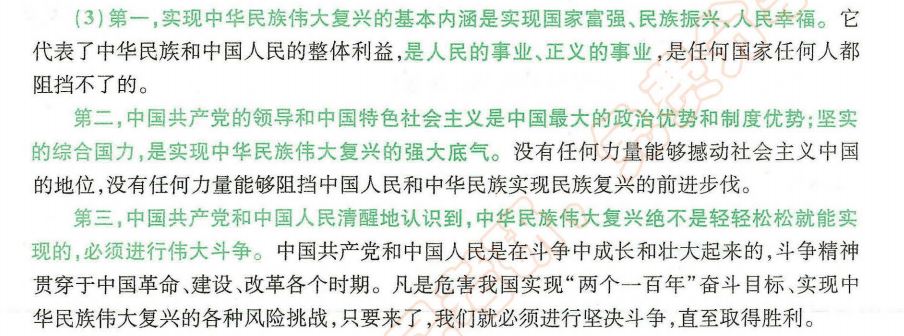 (3)第一,实现中华民族伟大复兴的基本内涵是实现国家富强、民族振兴、人民幸福。它
代表了中华民族和中国人民的整体利益,是人民的事业、正义的事业,是任何国家任何人都
阻挡不了的。
第二,中国共产党的领导和中国特色社会主义是中国最大的政治优势和制度优势;坚实
的综合国力,是实现中华民族伟大复兴的强大底气。没有任何力量能够撼动社会主义中国
的地位,没有任何力量能够阻挡中国人民和中华民族实现民族复兴的前进步伐。
第三,中国共产党和中国人民清醒地认识到,中华民族伟大复兴绝不是轻轻松松就能实
现的,必须进行伟大斗争。中国共产党和中国人民是在斗争中成长和壮大起来的,斗争精神
贯穿于中国革命、建设、改革各个时期。凡是危害我国实现“两个一百年”奋斗目标、实现中
华民族伟大复兴的各种风险挑战,只要来了,我们就必须进行坚决斗争,直至取得胜利。